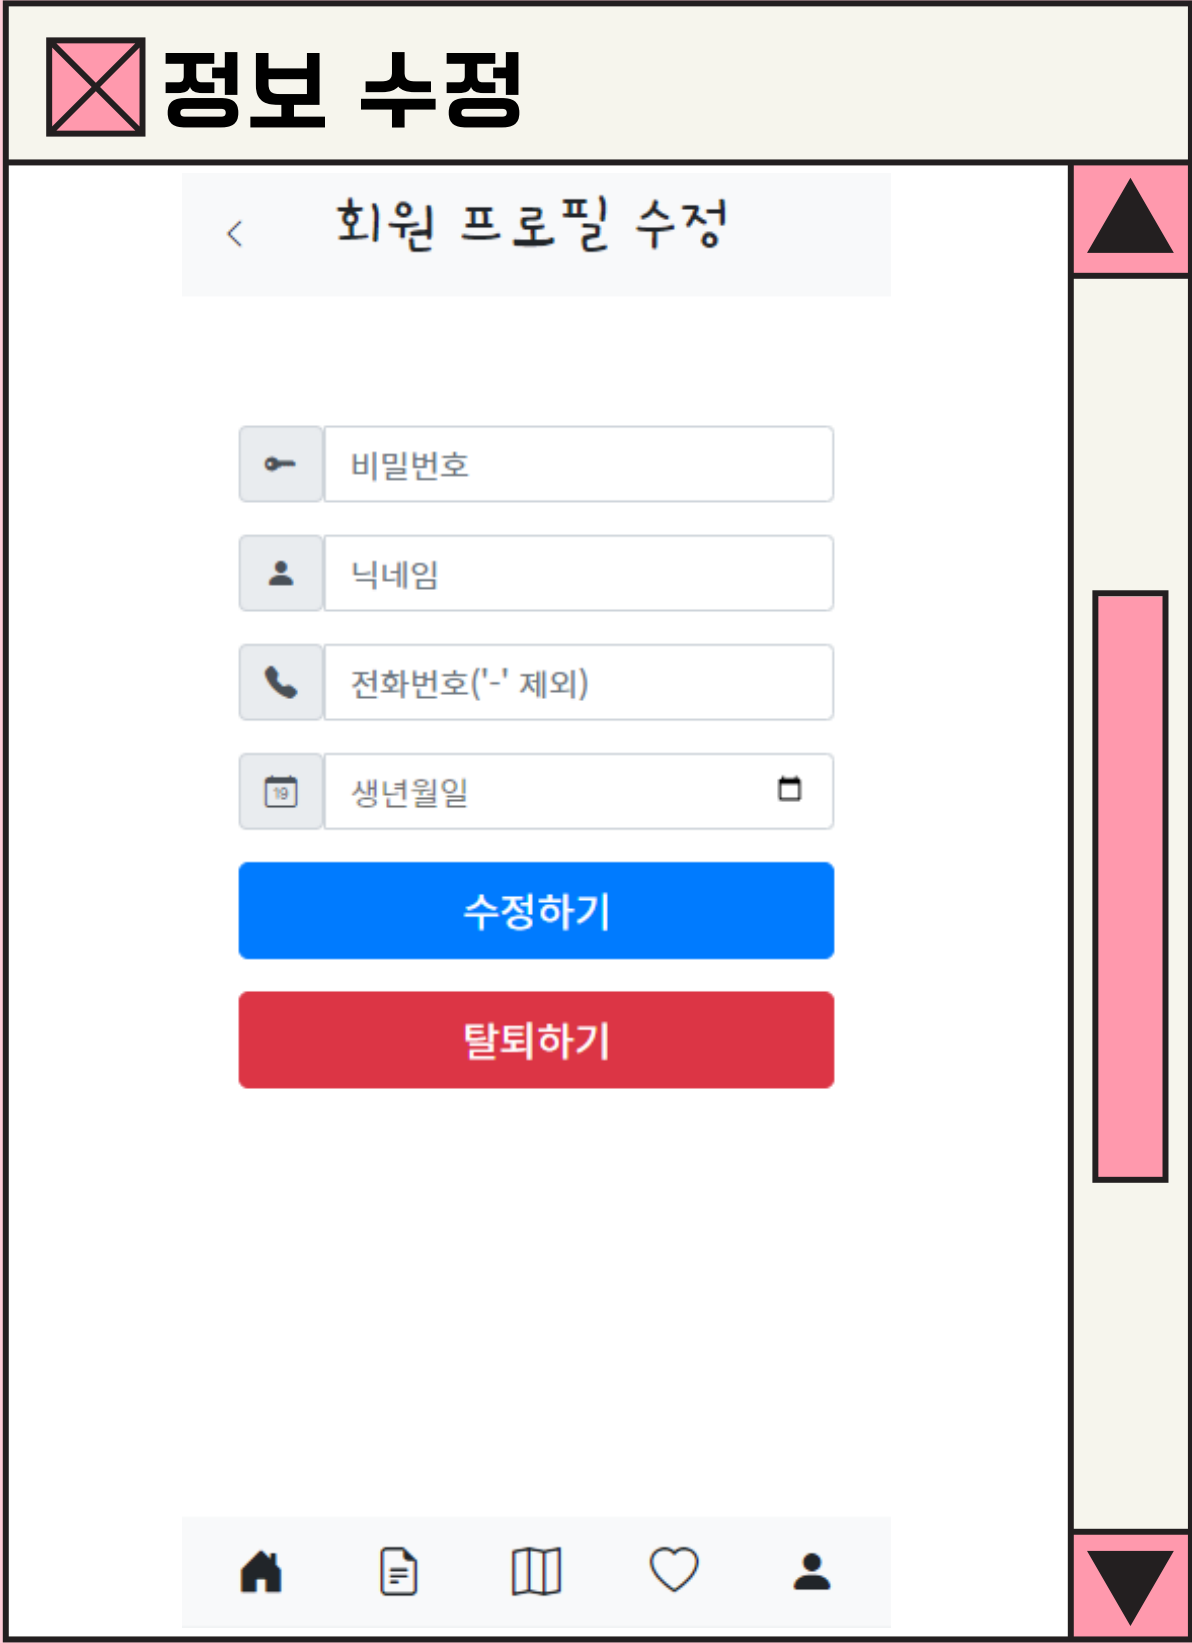 정보 수정
회원 프로필 수정
비밀번호
닉네임
전화번호('-' 제외)
19
생년월일
수정하기
탈퇴하기